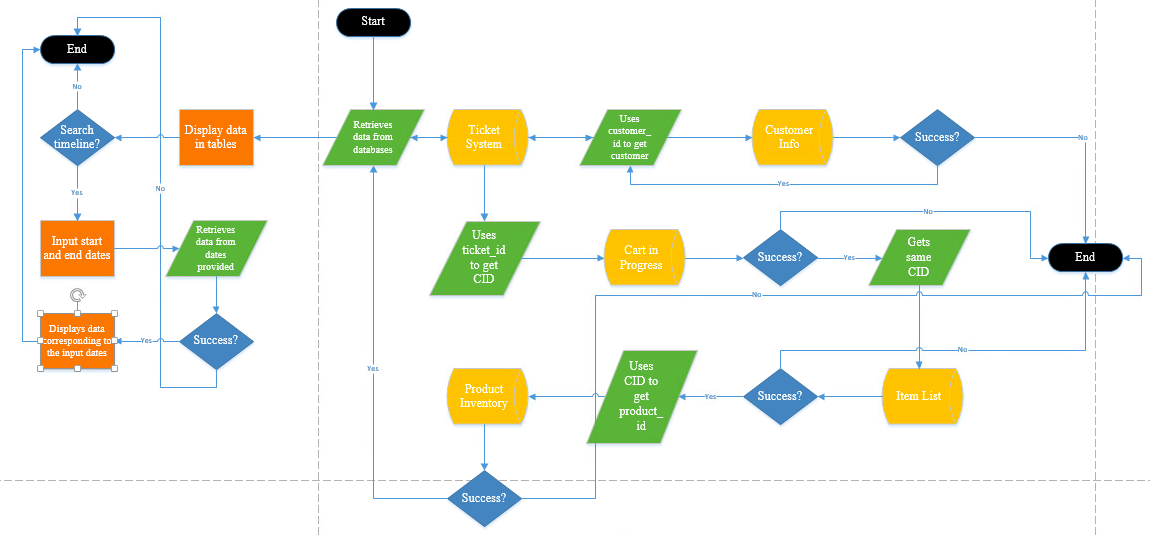 Start
End
No
Search
timeline?
Display data
in tables
Retrieves
data from
databases
Ticket
System
Uses
customer_
id to get
customer
Customer
Info
Success?
No
Yes
Yes
No
No
Input start
and end dates
Retrieves
data from
dates
provided
Uses
ticket_id
to get
CID
Cart in
Progress
Success?
Yes
Gets
same
CID
End
No
Displays data
corresponding to
the input dates
Yes
Success?
No
Yes
Product
Inventory
Uses
CID to
get
product_
id
Yes
Success?
Item List
Success?